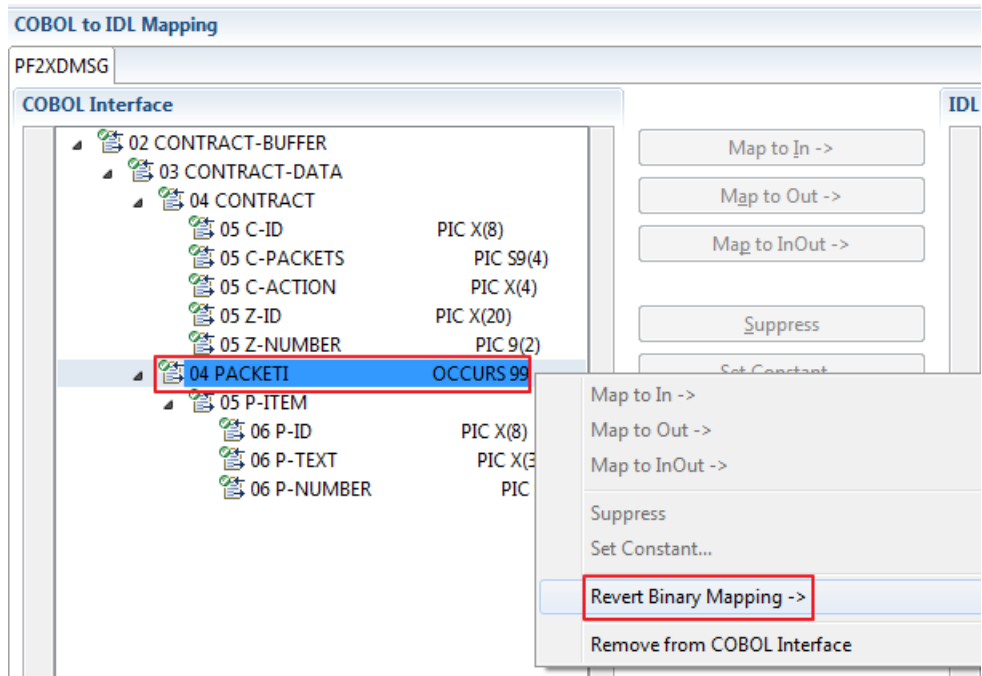 COBOL to IDL Mapping
PF2XDMSG
COBOL Interface
IDL
02 CONTRACT-BUFFER
03 CONTRACT-DATA
04 CONTRACT
05 C-ID PIC X(8)
05 C-PACKETS PIC S9(4)
05 C-ACTION PIC X(4)
05 Z-ID PIC X(20)
05 Z-NUMBER PIC 9(2)
04 PACKETI OCCURS 99
05 P-ITEM
06 P-ID PIC X(8)
06 P-TEXT PIC X(3
06 P-NUMBER PIC
Map to In ->
Map to Out ->
Map to InOut ->
Suppress
Set Constant
Map to In ->
Map to Out ->
Map to InOut ->
Suppress
Set Constant...
Revert Binary Mapping ->
Remove from COBOL Interface